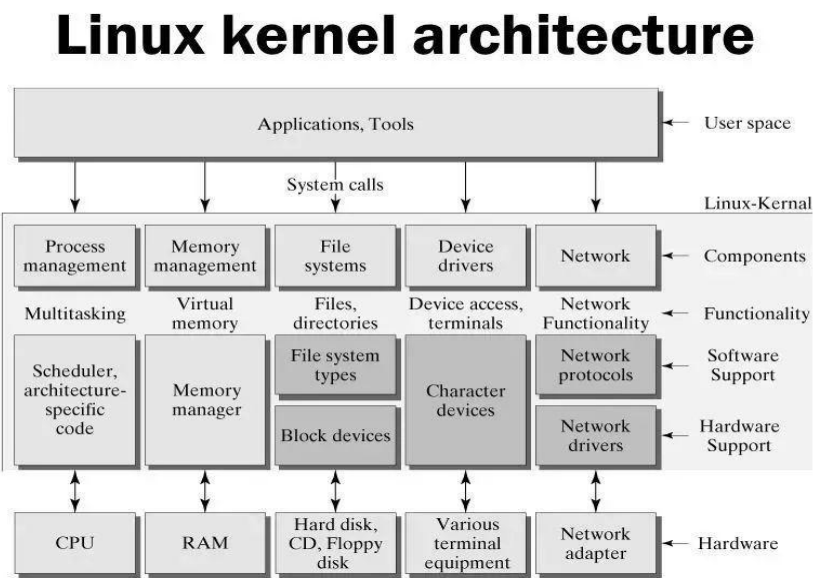 Linux kernel architecture
Applications, Tools
User space
System calls
Linux-Kernel
Process
management
Memory
management
File
systems
Device
drivers
Network
Components
Multitasking
Virtual
memory
Files,
directories
Device access,
terminals
Network
Functionality
Functionality
Scheduler,
architecture-
specific
code
Memory
manager
File system
types
Character
devices
Network
protocols
Software
Support
Block devices
Network
drivers
Hardware
Support
CPU
RAM
Hard disk,
CD, Floppy
disk
Various
terminal
equipment
Network
adapter
Hardware